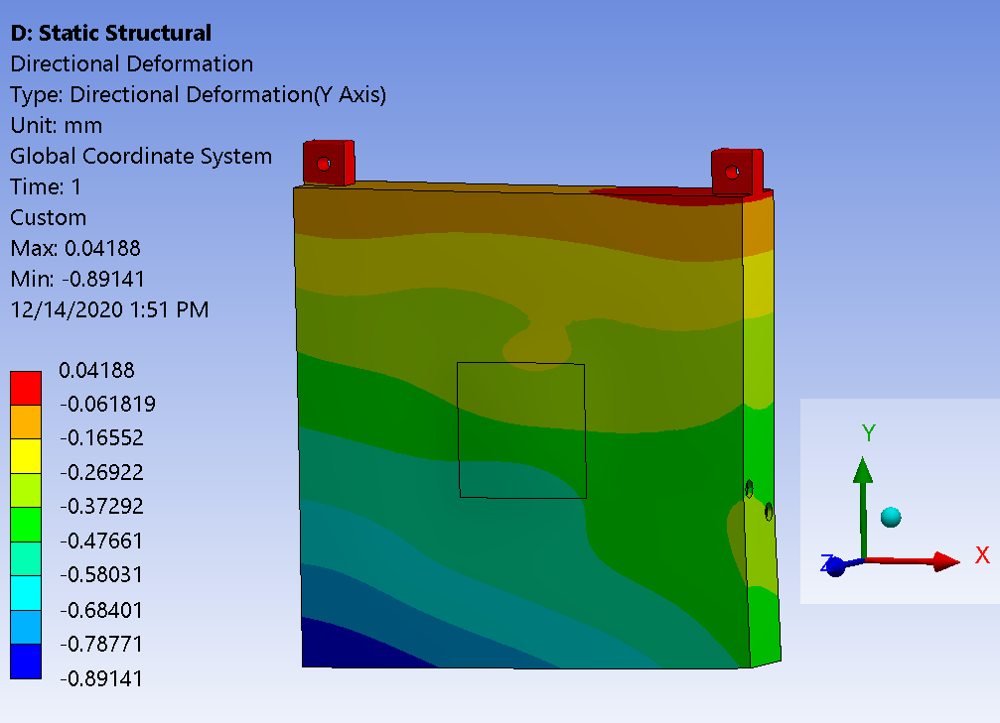 D: Static Structural
Directional Deformation
Type: Directional Deformation(Y Axis)
Unit: mm
Global Coordinate System
Time: 1
Custom
Max: 0.04188
Min: -0.89141
12/14/2020 1:51 PM
0.04188
-0.061819
-0.16552
-0.26922
-0.37292
-0.47661
-0.58031
-0.68401
-0.78771
-0.89141
Y
X
Z